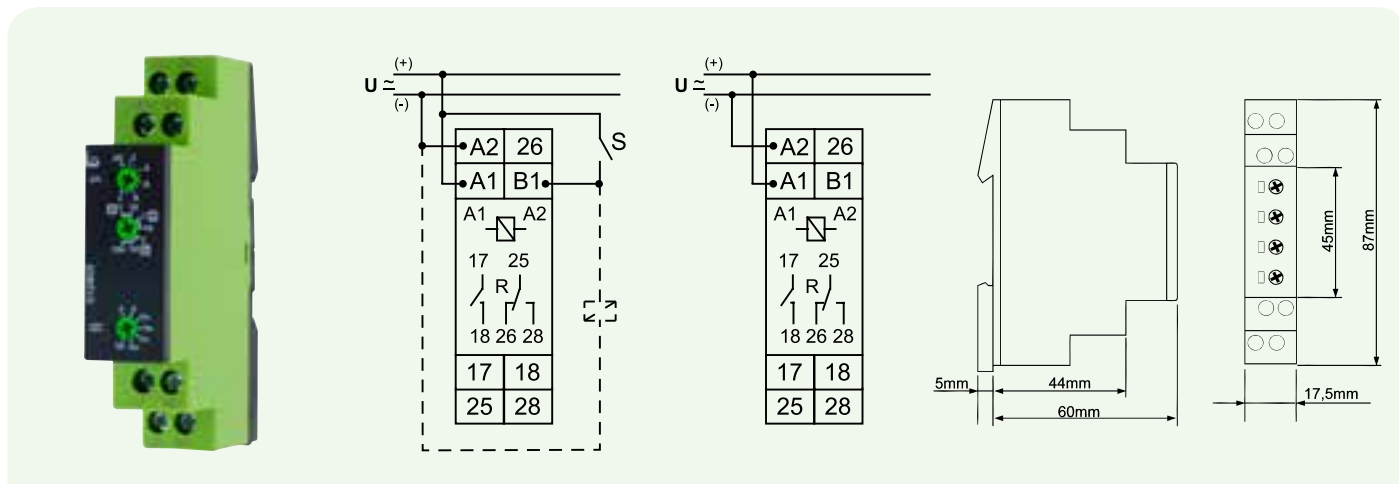 (+)
U ≂
(-)
S
A2 26
A1 B1
A1 A2
17 25
R
18 26 28
17 18
25 28
(+)
U ≂
(-)
A2 26
A1 B1
A1 A2
17 25
R
18 26 28
17 18
25 28
5mm
44mm
60mm
45mm
87mm
17,5mm